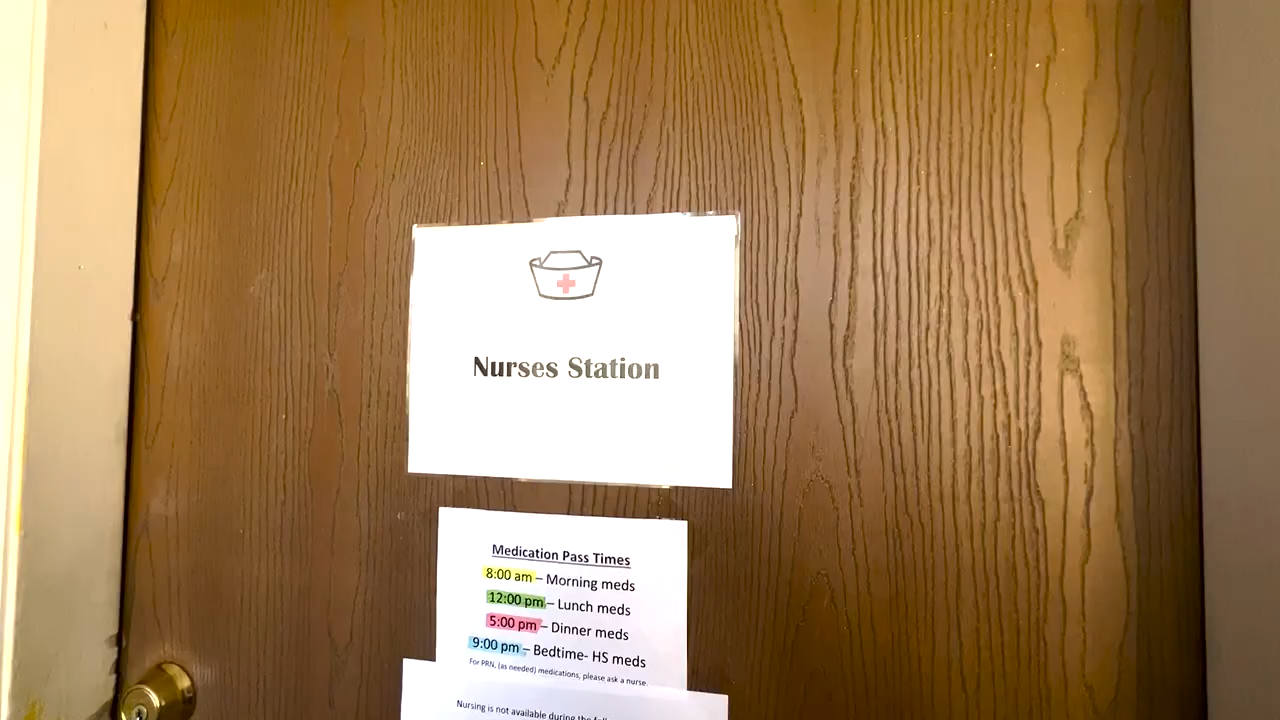 Nurses Station
Medication Pass Times
8:00 am – Morning meds
12:00 pm – Lunch meds
5:00 pm – Dinner meds
9:00 pm – Bedtime- HS meds
For PRN, (as needed) medications, please ask a nurse.
Nursing is not available during the